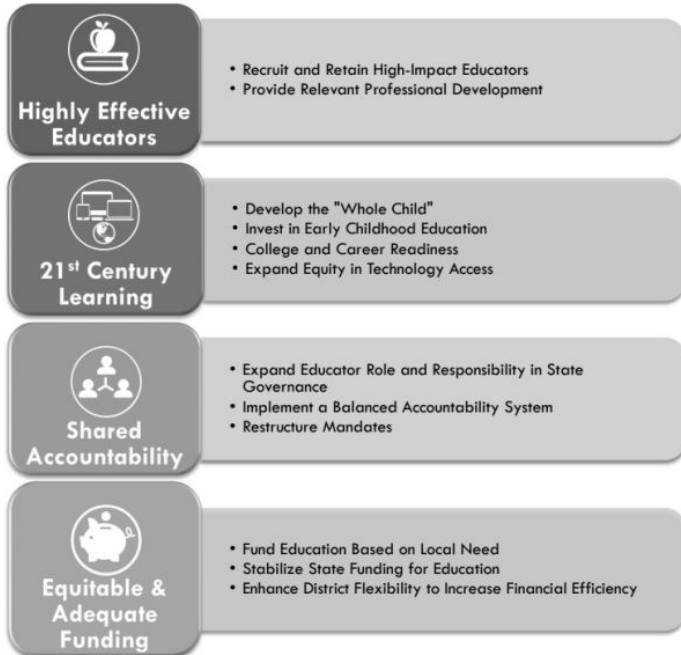 Highly Effective
Educators
• Recruit and Retain High-Impact Educators
• Provide Relevant Professional Development
21st Century
Learning
• Develop the "Whole Child"
• Invest in Early Childhood Education
• College and Career Readiness
• Expand Equity in Technology Access
Shared
Accountability
• Expand Educator Role and Responsibility in State
Governance
• Implement a Balanced Accountability System
• Restructure Mandates
Equitable &
Adequate
Funding
• Fund Education Based on Local Need
• Stabilize State Funding for Education
• Enhance District Flexibility to Increase Financial Efficiency